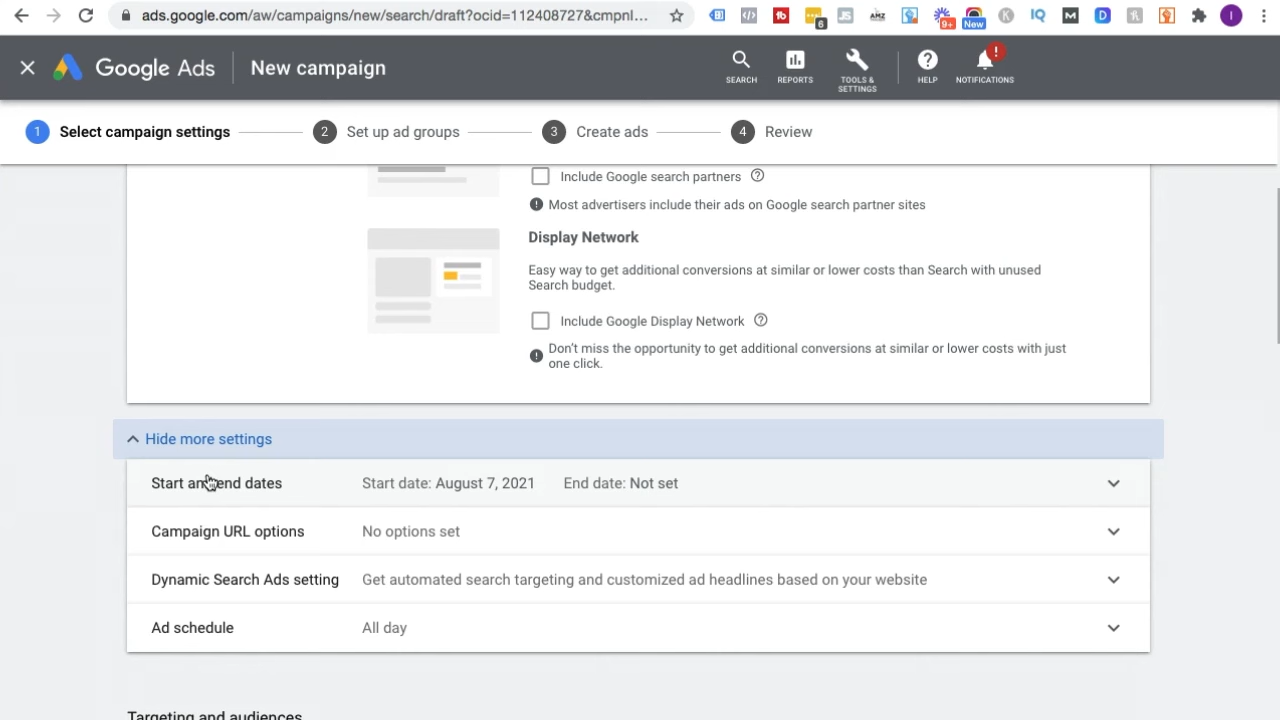 ads.google.com/aw/campaigns/new/search/draft?ocid=112408727&cmpnl...
6
JS
AMZ
9+
New
K
IQ
M
D
I
Google Ads
New campaign
SEARCH
REPORTS
TOOLS &
SETTINGS
HELP
NOTIFICATIONS
1 Select campaign settings
2 Set up ad groups
3 Create ads
4 Review
Include Google search partners
Most advertisers include their ads on Google search partner sites
Display Network
Easy way to get additional conversions at similar or lower costs than Search with unused
Search budget.
Include Google Display Network
Don't miss the opportunity to get additional conversions at similar or lower costs with just
one click.
Hide more settings
Start and end dates Start date: August 7, 2021 End date: Not set
Campaign URL options No options set
Dynamic Search Ads setting Get automated search targeting and customized ad headlines based on your website
Ad schedule All day
Targeting and audiences